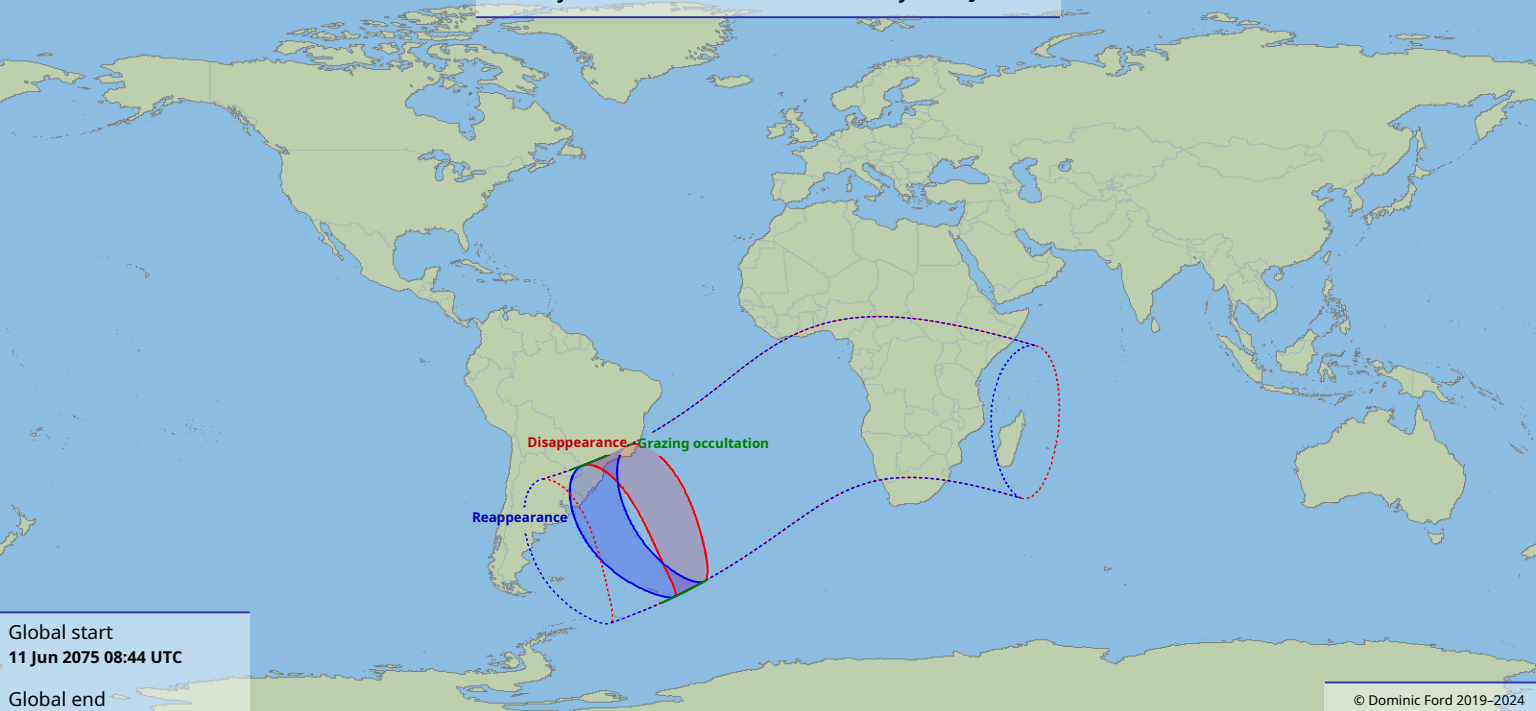 Disappearance
Grazing occultation
Reappearance
Global start
11 Jun 2075 08:44 UTC
Global end
© Dominic Ford 2019–2024